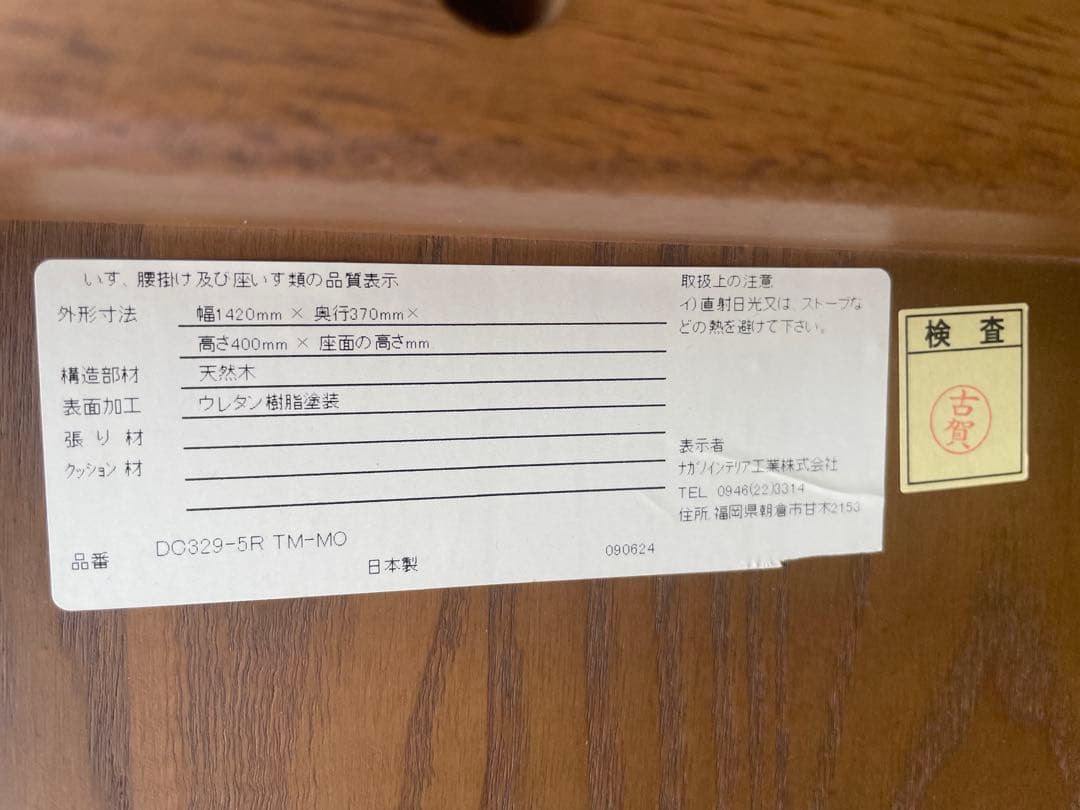 いす、腰掛け及び座いす類の品質表示
外形寸法 幅1420mm × 奥行370mm×
高さ400mm × 座面の高さmm
構造部材 天然木
表面加工 ウレタン樹脂塗装
張り材
クッション材
品番 DC329-5R TM-MO
日本製
090624
取扱上の注意
イ)直射日光又は、ストーブな
どの熱を避けて下さい。
表示者
ナガノインテリア工業株式会社
TEL 0946(22)3314
住所 福岡県朝倉市甘木2153
検査
古賀